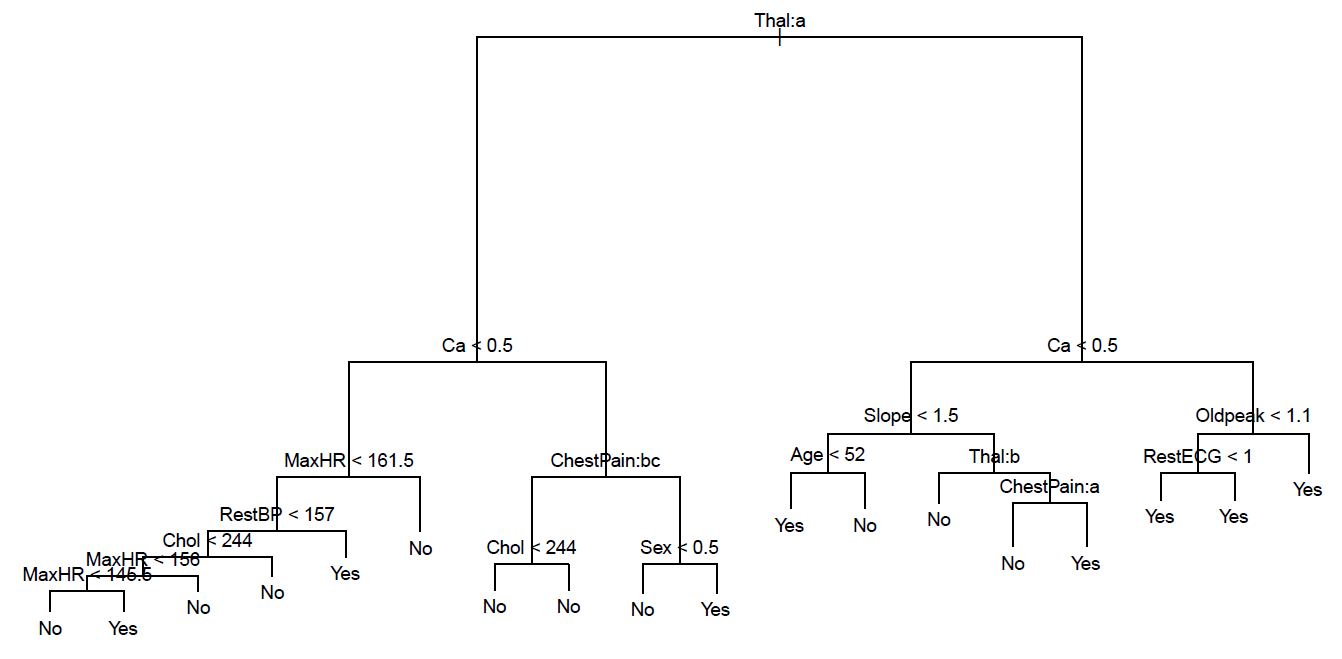 Thal:a
Ca < 0.5
Ca < 0.5
Slope < 1.5
Oldpeak < 1.1
MaxHR < 161.5
ChestPain:bc
Age < 52
Thal:b
RestECG < 1
ChestPain:a
Yes
RestBP < 157
Yes
No
No
Yes
Yes
Chol < 244
No
Chol < 244
Sex < 0.5
MaxHR < 156
No
Yes
MaxHR < 145.5
Yes
No
No
No
No
No
Yes
No
Yes